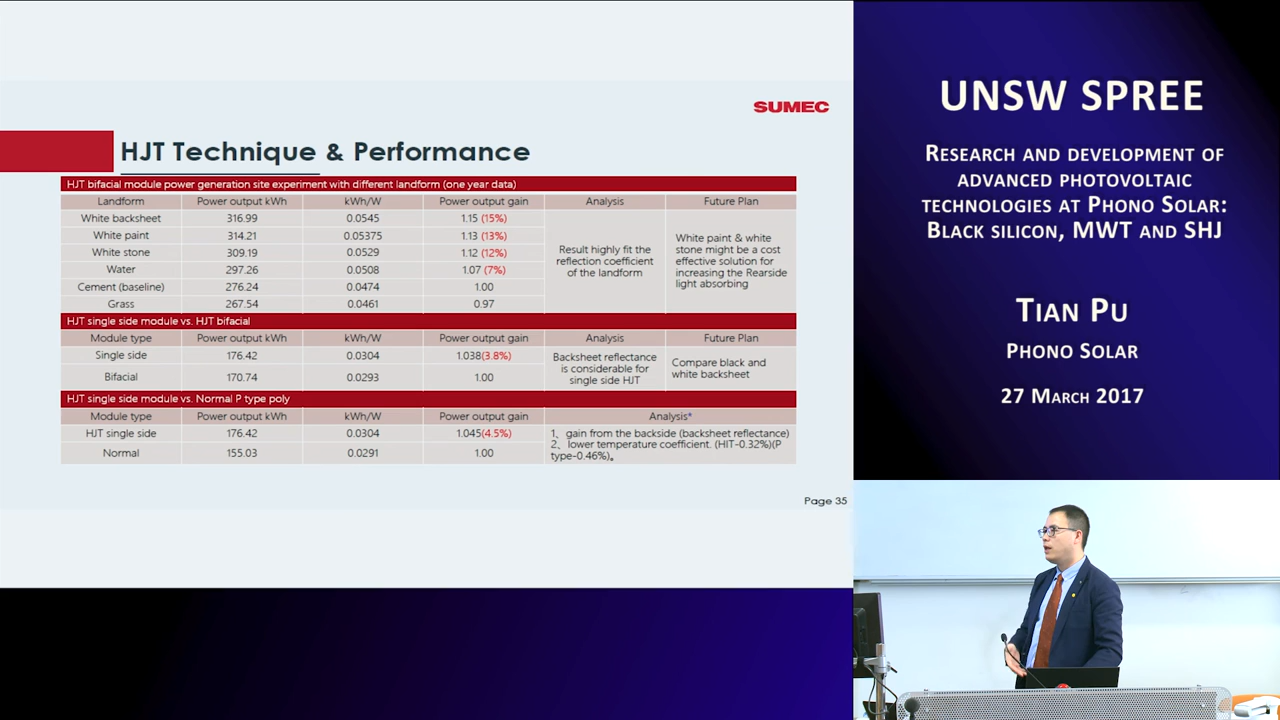 SUMEC
HJT Technique & Performance
HJT bifacial module power generation site experiment with different landform (one year data)
Landform Power output kWh kWh/W Power output gain Analysis Future Plan
White backsheet 316.99 0.0545 1.15 (15%)
White paint 314.21 0.05375 1.13 (13%)
White stone 309.19 0.0529 1.12 (12%)
Water 297.26 0.0508 1.07 (7%)
Cement (baseline) 276.24 0.0474 1.00
Grass 267.54 0.0461 0.97
Result highly fit the
reflection coefficient
of the landform
White paint & white
stone might be a cost
effective solution for
increasing the Rearside
light absorbing
HJT single side module vs. HJT bifacial
Module type Power output kWh kWh/W Power output gain Analysis Future Plan
Single side 176.42 0.0304 1.038(3.8%)
Bifacial 170.74 0.0293 1.00
Backsheet reflectance
is considerable for
single side HJT
Compare black and
white backsheet
HJT single side module vs. Normal P type poly
Module type Power output kWh kWh/W Power output gain Analysis*
HJT single side 176.42 0.0304 1.045(4.5%)
Normal 155.03 0.0291 1.00
1、gain from the backside (backsheet reflectance)
2、lower temperature coefficient. (HIT-0.32%)(P
type-0.46%)。
Page 35
UNSW SPREE
Research and development of
advanced photovoltaic
technologies at Phono Solar:
Black silicon, MWT and SHJ
Tian Pu
Phono Solar
27 March 2017